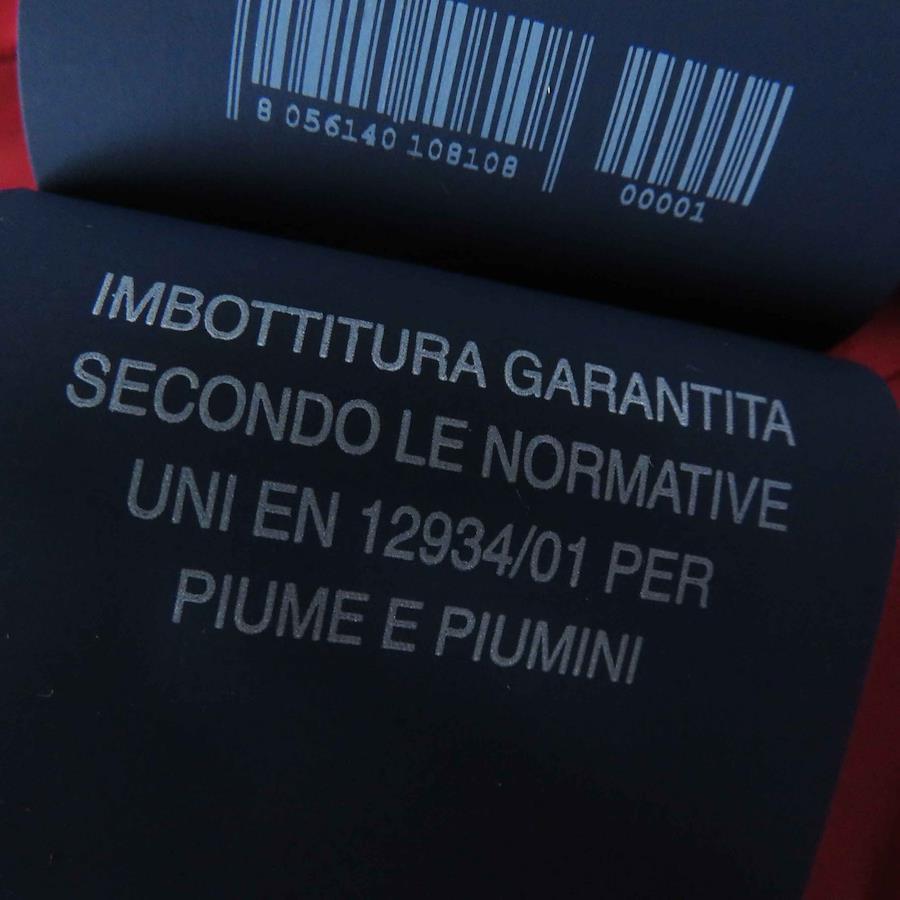 8 056140 108108
00001
IMBOTTITURA GARANTITA
SECONDO LE NORMATIVE
UNI EN 12934/01 PER
PIUME E PIUMINI